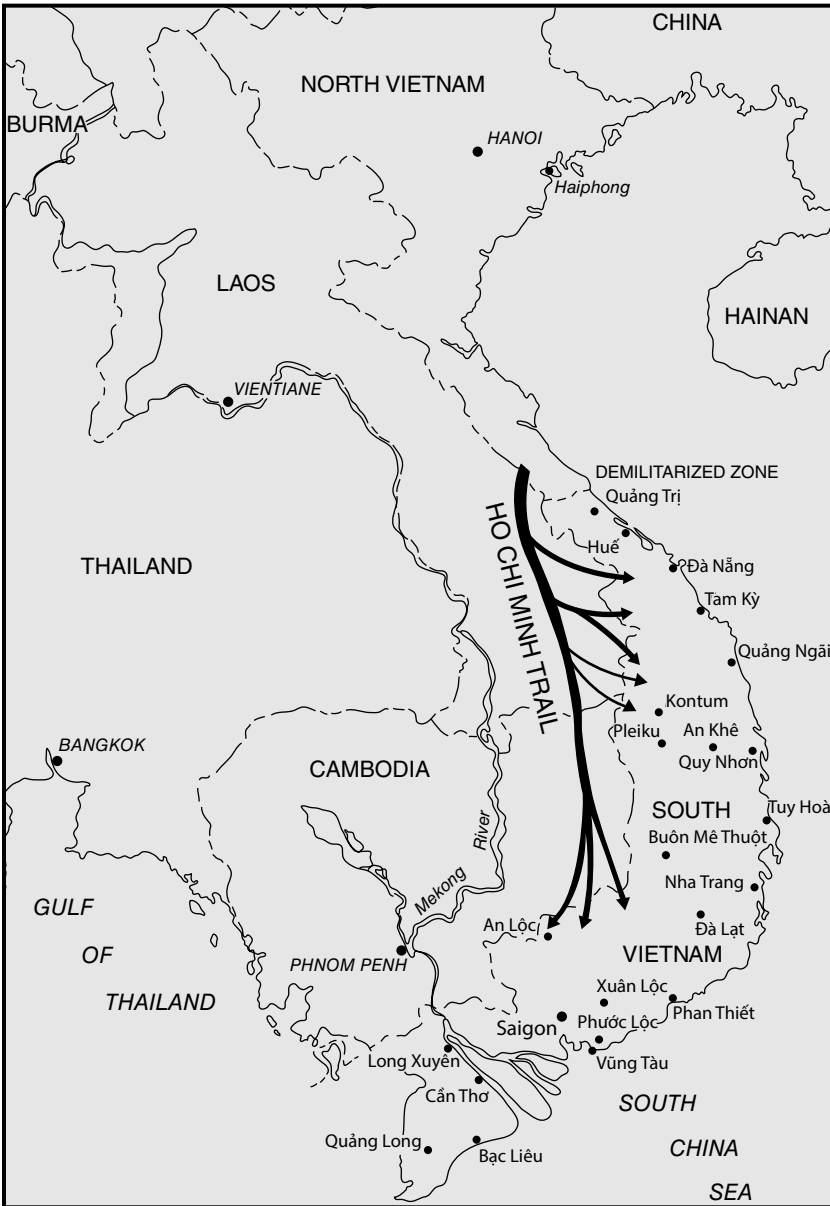 CHINA
NORTH VIETNAM
BURMA
HANOI
Haiphong
LAOS
HAINAN
VIENTIANE
DEMILITARIZED ZONE
Quảng Trị
HO CHI MINH TRAIL
Huế
THAILAND
Đà Nẵng
Tam Kỳ
Quảng Ngãi
Kontum
Pleiku
An Khê
BANGKOK
Quy Nhơn
CAMBODIA
SOUTH
Tuy Hoà
River
Buôn Mê Thuột
Mekong
Nha Trang
GULF
An Lộc
Đà Lạt
OF
VIETNAM
PHNOM PENH
THAILAND
Xuân Lộc
Phan Thiết
Saigon
Phước Lộc
Long Xuyên
Vũng Tàu
Cần Thơ
SOUTH
Quảng Long
Bạc Liêu
CHINA
SEA